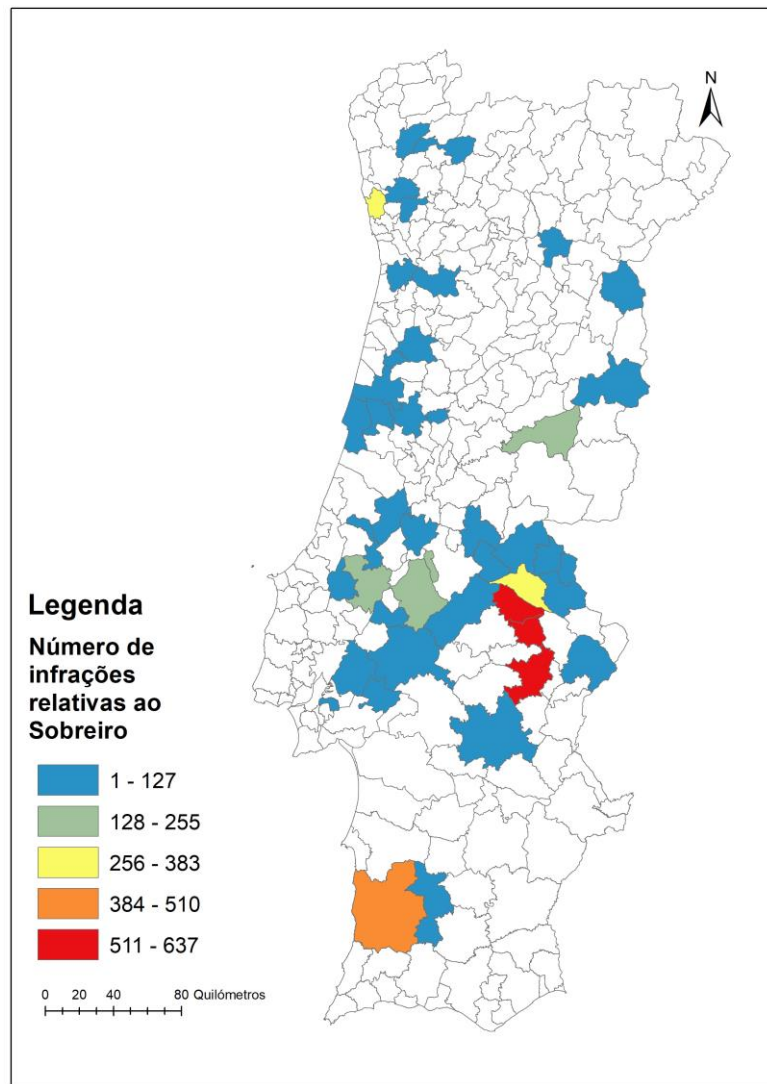 N
Legenda
Número de
infrações
relativas ao
Sobreiro
1 - 127
128 - 255
256 - 383
384 - 510
511 - 637
0 20 40 80 Quilómetros